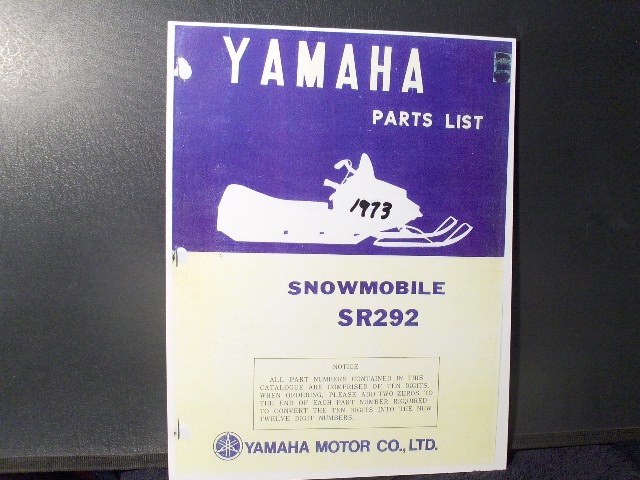 YAMAHA
PARTS LIST
1973
SNOWMOBILE
SR292
NOTICE
ALL PART NUMBERS CONTAINED IN THIS
CATALOGUE ARE COMPRISED OF TEN DIGITS.
WHEN ORDERING, PLEASE ADD TWO ZEROS TO
THE END OF EACH PART NUMBER REQUIRED
TO CONVERT THE TEN DIGITS INTO THE NOW
TWELVE DIGIT NUMBERS.
YAMAHA MOTOR CO., LTD.